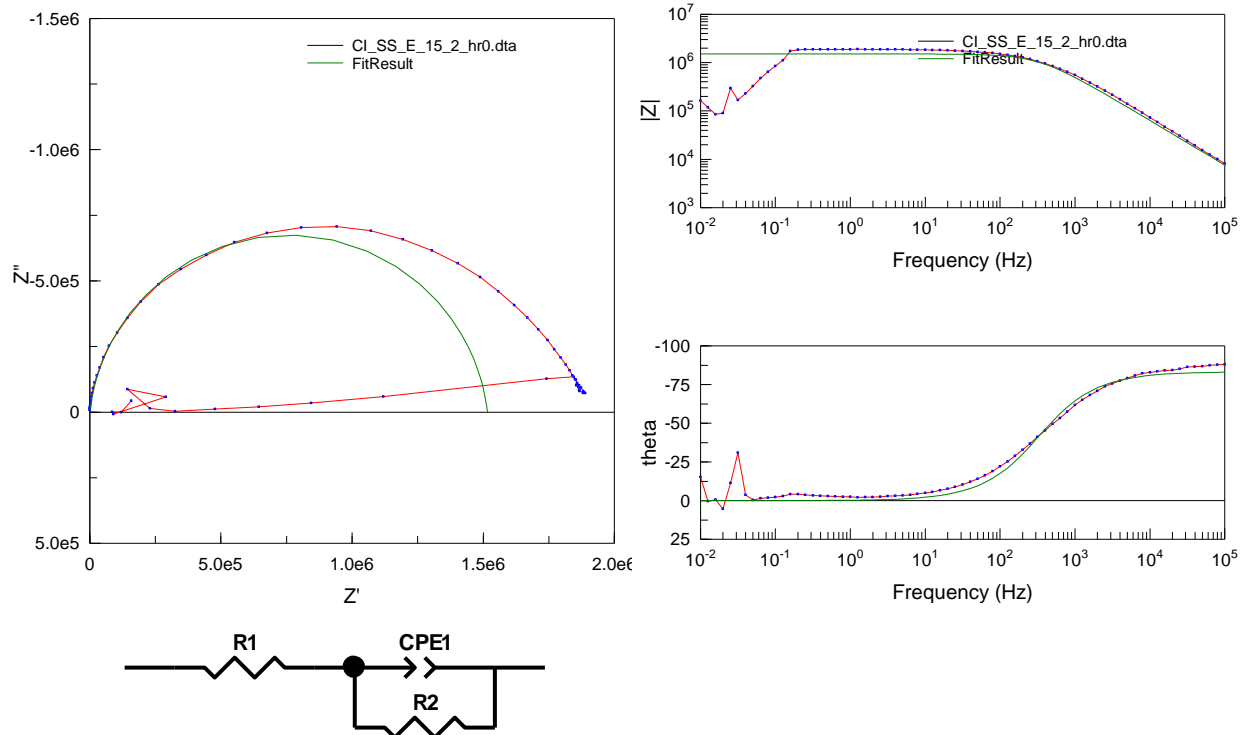 -1.5e6
CI_SS_E_15_2_hr0.dta
FitResult
-1.0e6
Z''
-5.0e5
0
5.0e5
0 5.0e5 1.0e6 1.5e6 2.0e6
Z'
10^7
CI_SS_E_15_2_hr0.dta
FitResult
10^6
|Z|
10^5
10^4
10^3
10^-2 10^-1 10^0 10^1 10^2 10^3 10^4 10^5
Frequency (Hz)
-100
-75
-50
theta
-25
0
25
10^-2 10^-1 10^0 10^1 10^2 10^3 10^4 10^5
Frequency (Hz)
R1 CPE1
R2